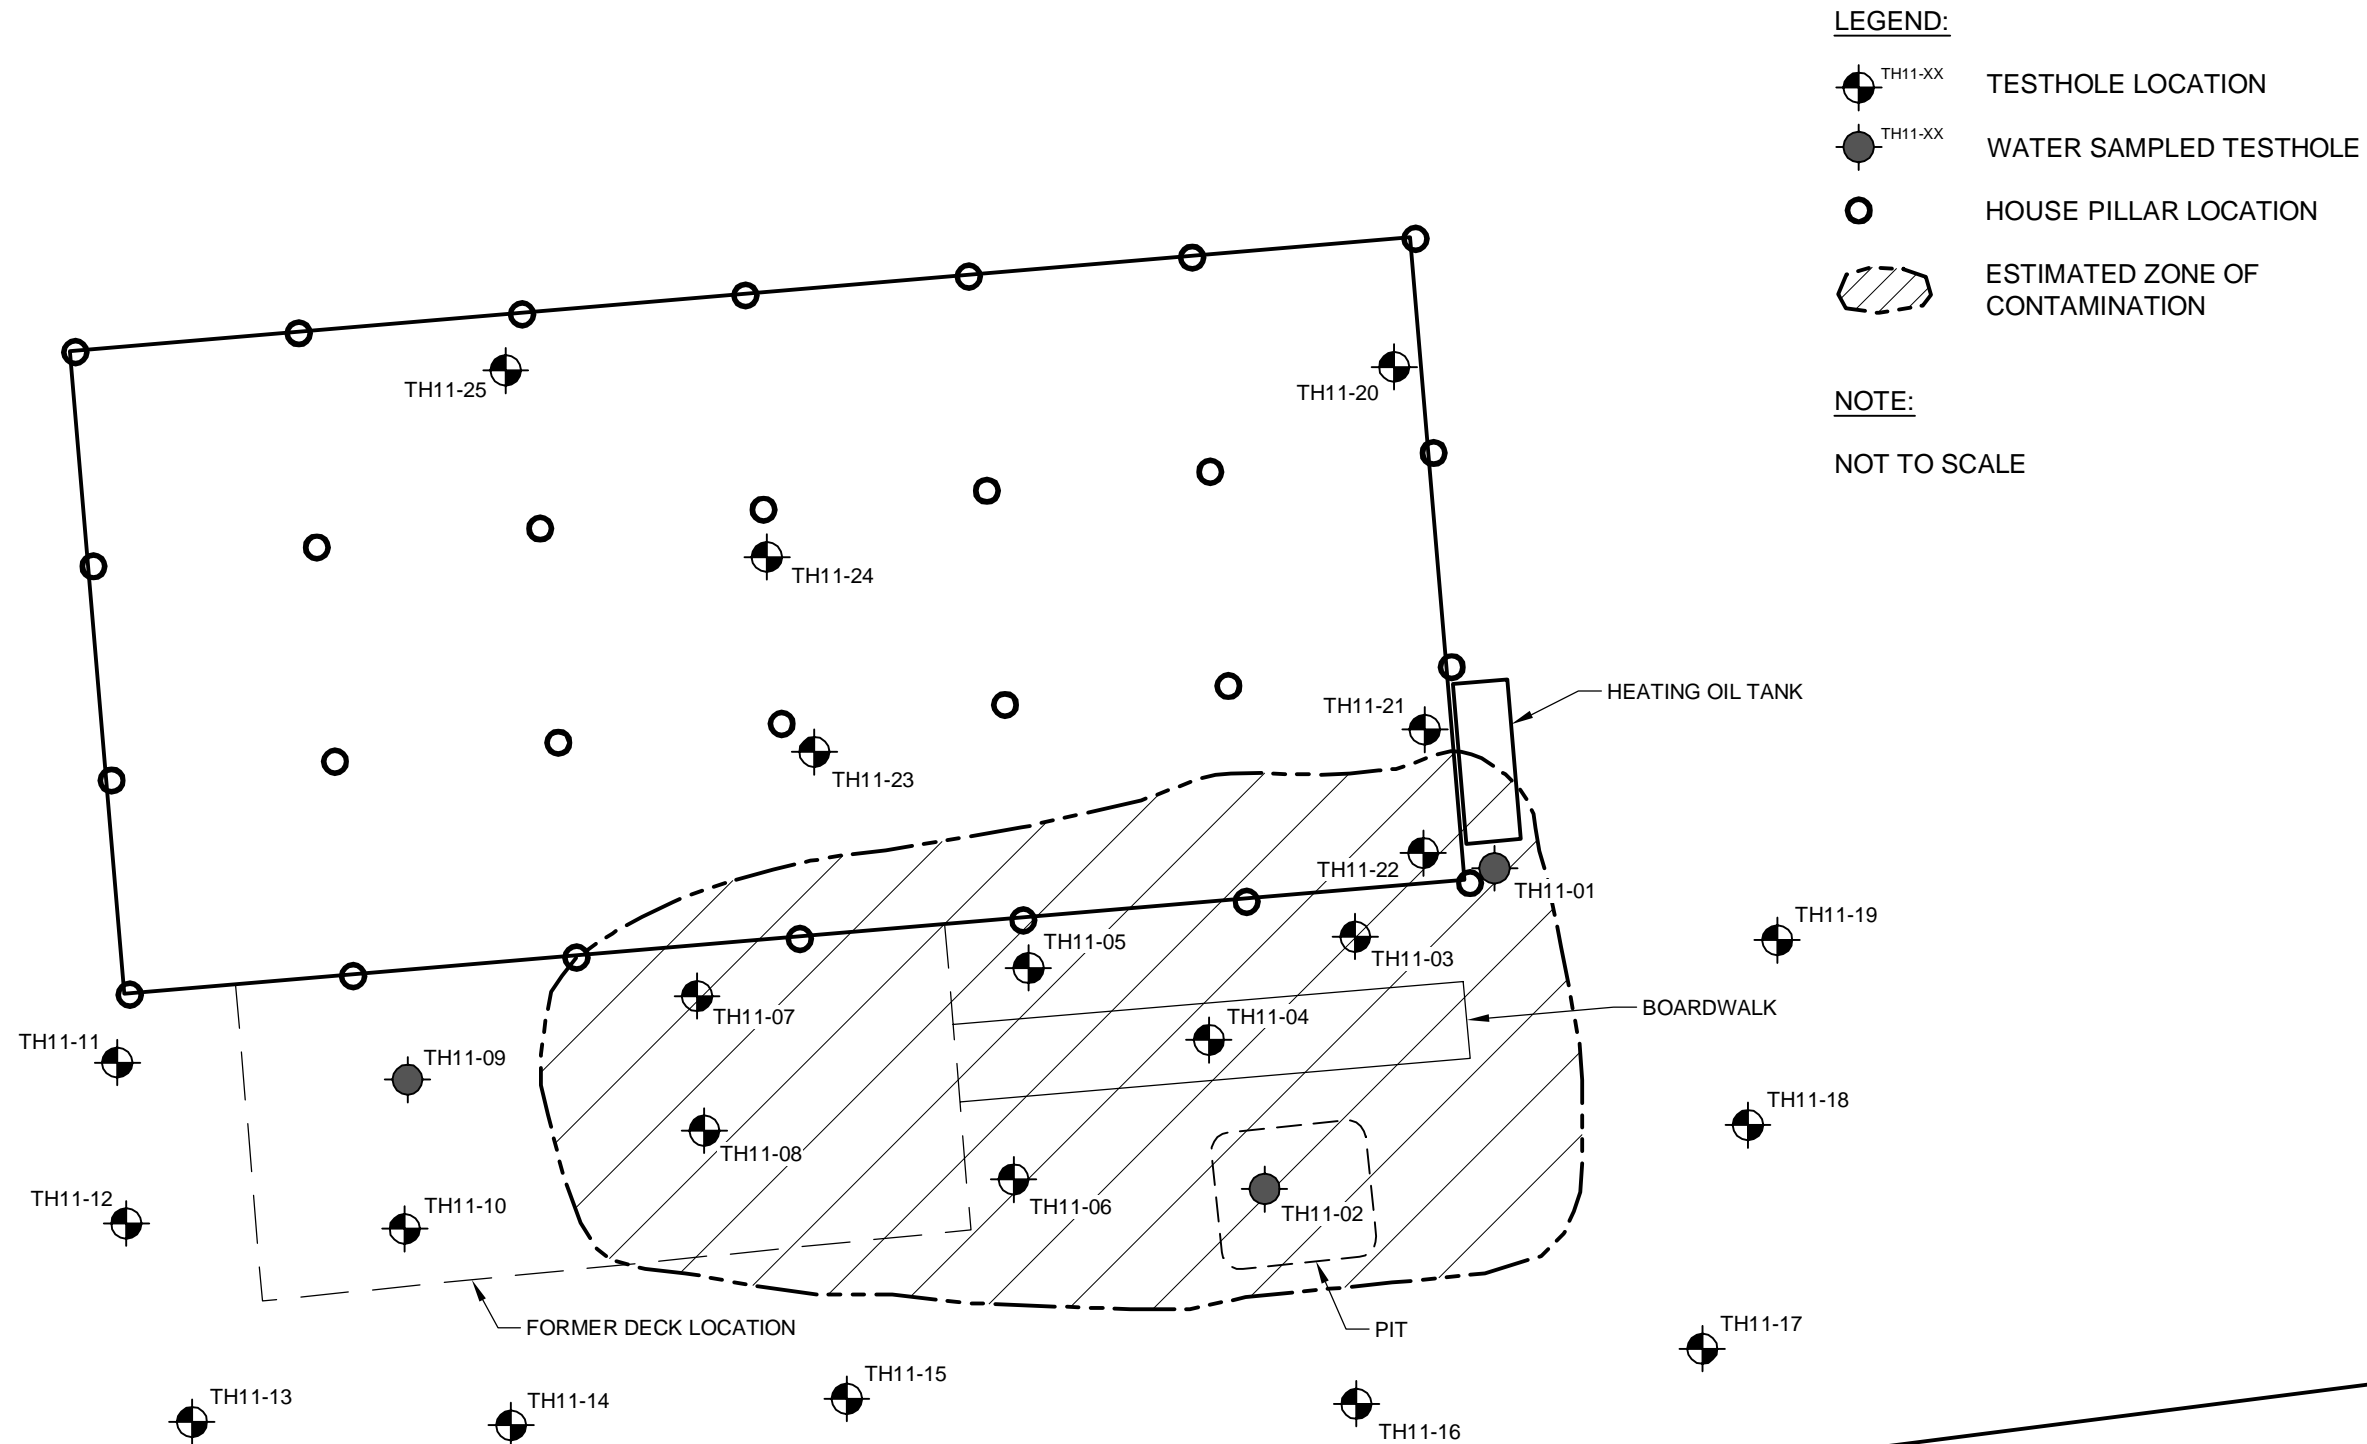 LEGEND:
TH11-XX
TESTHOLE LOCATION
TH11-XX
WATER SAMPLED TESTHOLE
HOUSE PILLAR LOCATION
ESTIMATED ZONE OF
CONTAMINATION
NOTE:
NOT TO SCALE
TH11-25
TH11-20
TH11-24
HEATING OIL TANK
TH11-21
TH11-23
TH11-22
TH11-01
TH11-19
TH11-05
TH11-03
BOARDWALK
TH11-07
TH11-04
TH11-11
TH11-09
TH11-18
TH11-08
TH11-12
TH11-10
TH11-06
TH11-02
FORMER DECK LOCATION
PIT
TH11-17
TH11-15
TH11-13
TH11-14
TH11-16